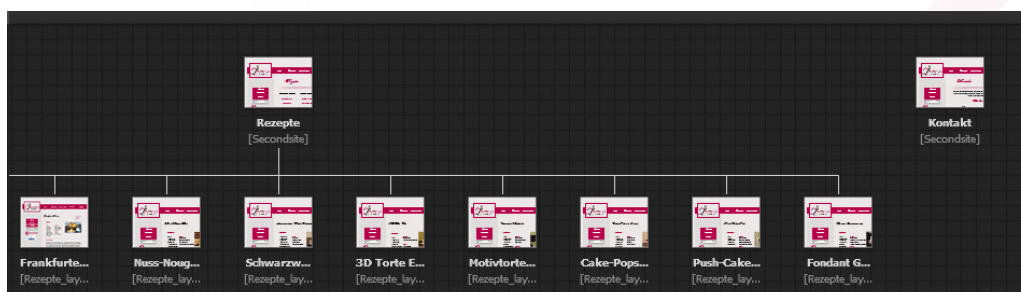 Rezepte
[Secondsite]
Kontakt
[Secondsite]
Frankfurte...
[Rezepte_lay...
Nuss-Noug...
[Rezepte_lay...
Schwarzw...
[Rezepte_lay...
3D Torte E...
[Rezepte_lay...
Motivtorte...
[Rezepte_lay...
Cake-Pops...
[Rezepte_lay...
Push-Cake...
[Rezepte_lay...
Fondant G...
[Rezepte_lay...